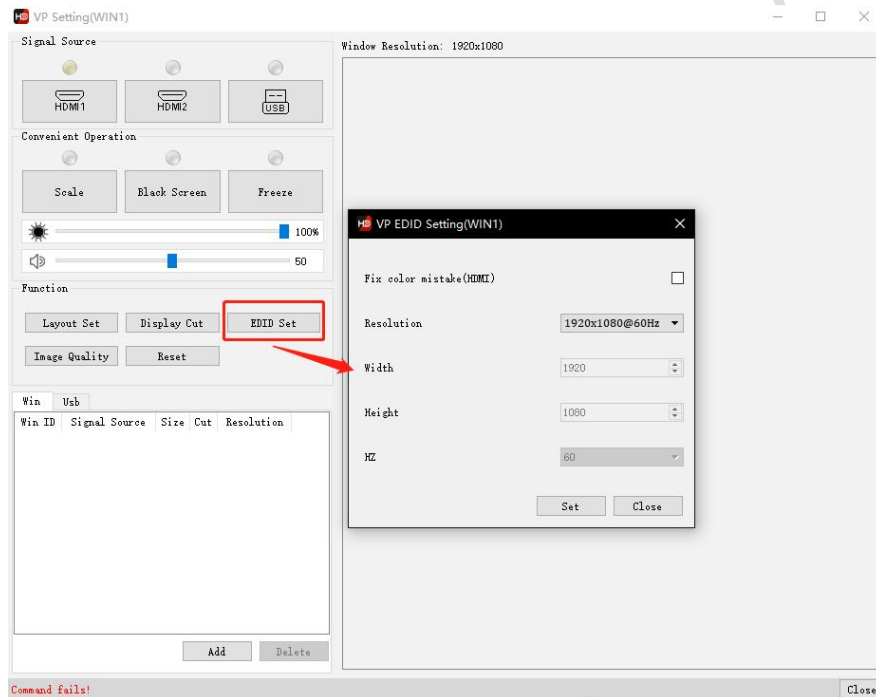 VP Setting(WIN1)
Signal Source
Window Resolution: 1920x1080
HDMI 1
HDMI2
USB
Convenient Operation
Scale
Black Screen
Freeze
100%
50
Function
Layout Set
Display Cut
EDID Set
Image Quality
Reset
Win
Usb
Win ID Signal Source Size Cut Resolution
Add
Delete
Command fails!
Close
HD VP EDID Setting(WIN1)
Fix color mistake(HDMI)
Resolution 1920x1080@60Hz
Width 1920
Height 1080
HZ 60
Set
Close